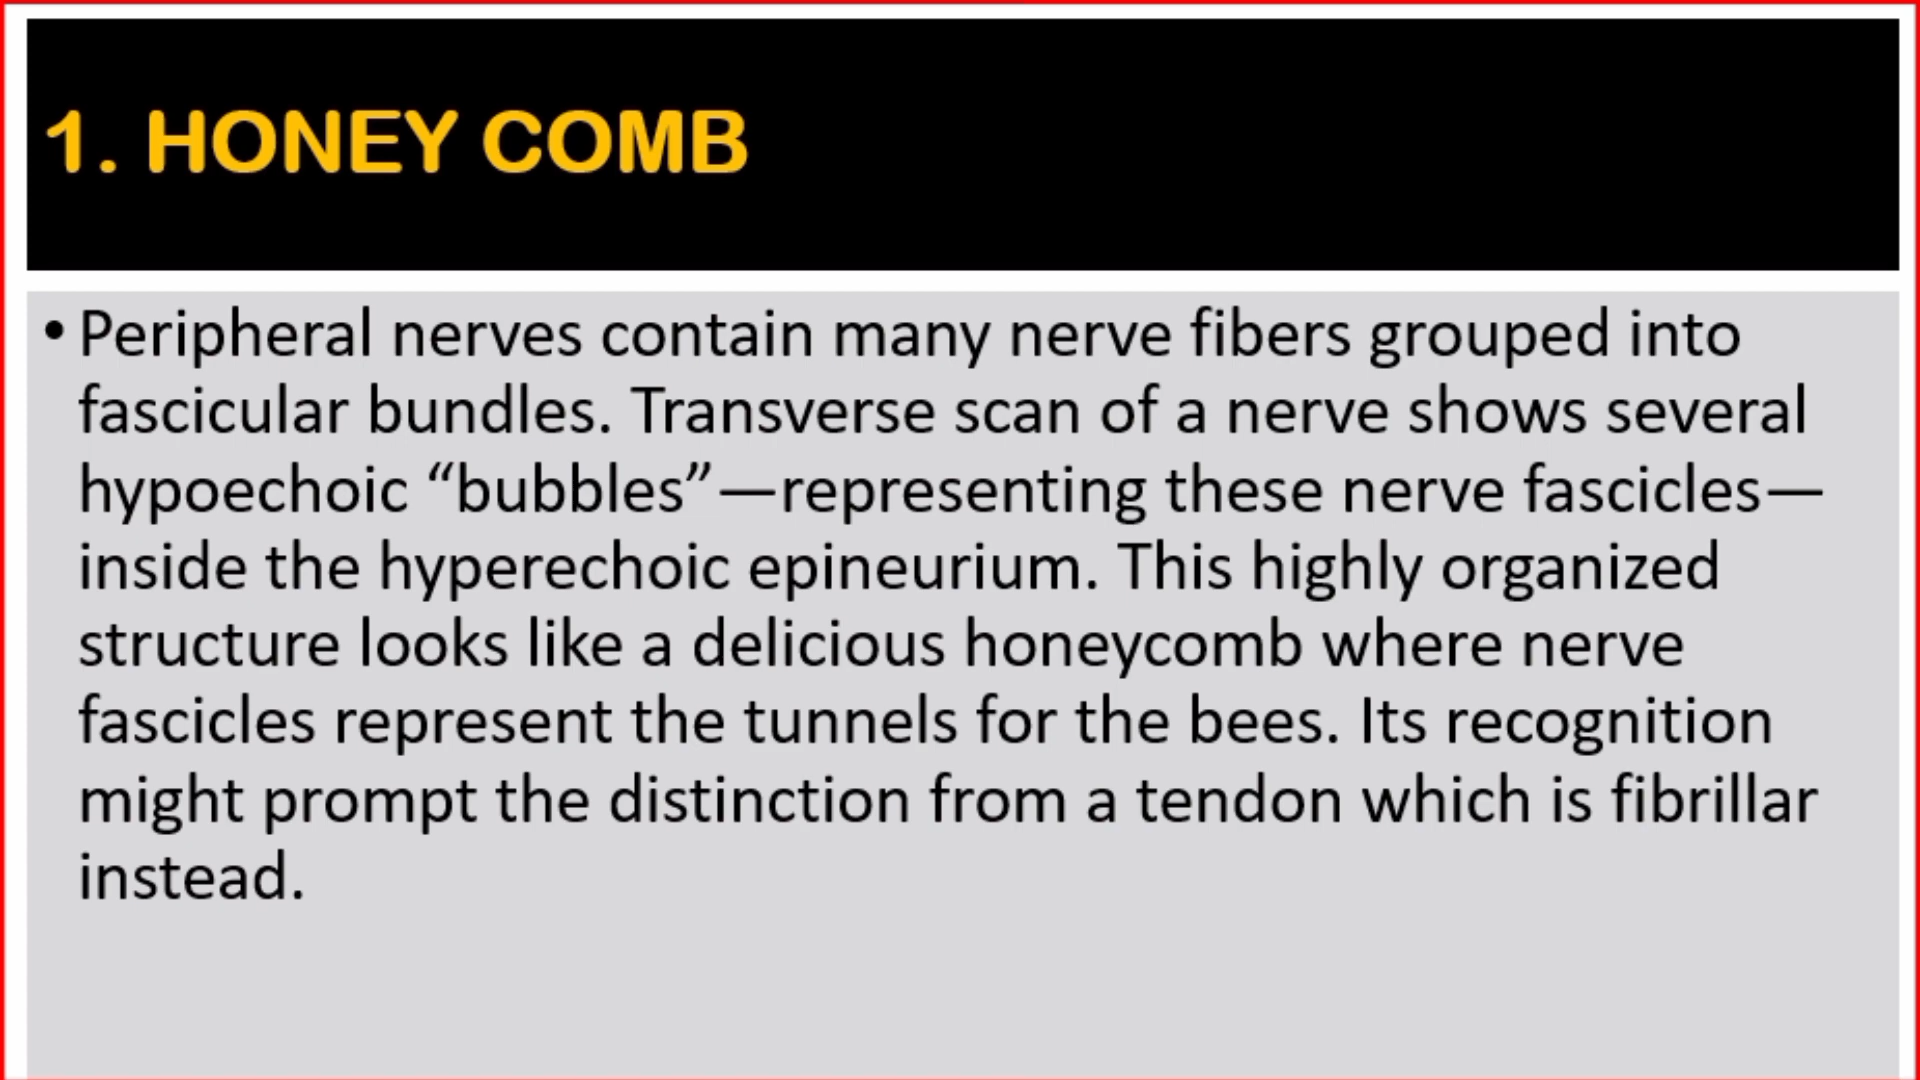 1. HONEY COMB
• Peripheral nerves contain many nerve fibers grouped into
fascicular bundles. Transverse scan of a nerve shows several
hypoechoic “bubbles”—representing these nerve fascicles—
inside the hyperechoic epineurium. This highly organized
structure looks like a delicious honeycomb where nerve
fascicles represent the tunnels for the bees. Its recognition
might prompt the distinction from a tendon which is fibrillar
instead.